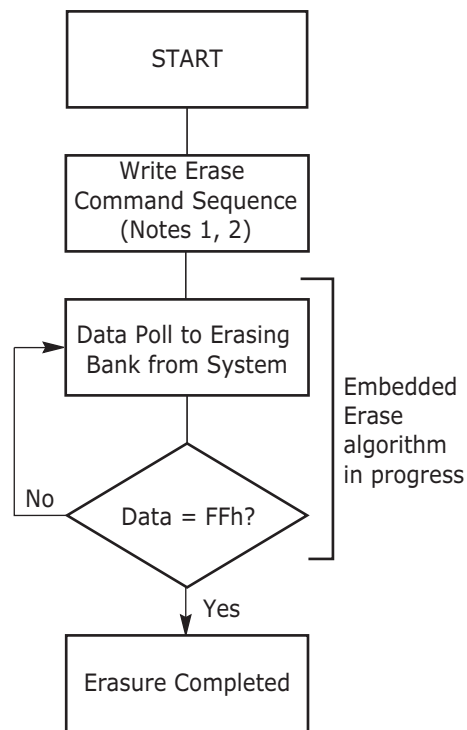 START
Write Erase
Command Sequence
(Notes 1, 2)
Data Poll to Erasing
Bank from System
Embedded
Erase
algorithm
in progress
No
Data = FFh?
Yes
Erasure Completed